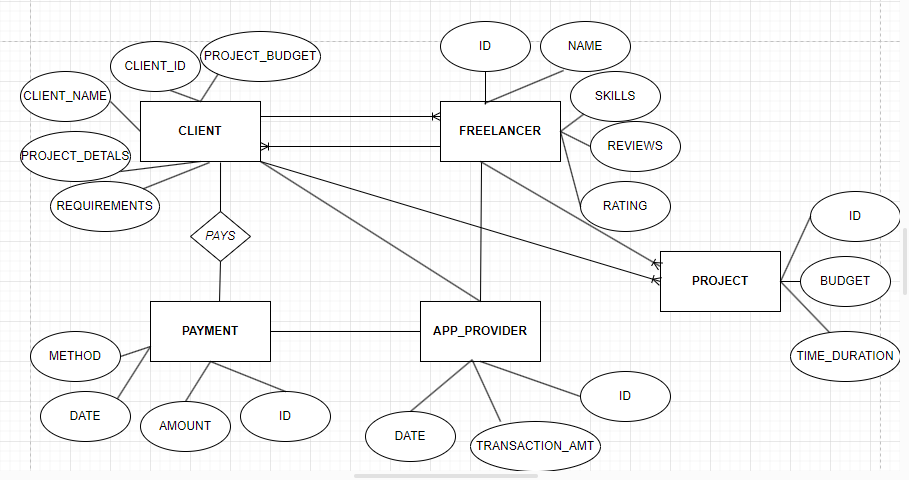 ID
NAME
PROJECT_BUDGET
CLIENT_ID
CLIENT_NAME
SKILLS
CLIENT
FREELANCER
REVIEWS
PROJECT_DETALS
REQUIREMENTS
RATING
ID
PAYS
PROJECT
BUDGET
PAYMENT
APP_PROVIDER
METHOD
TIME_DURATION
ID
DATE
AMOUNT
ID
DATE
TRANSACTION_AMT